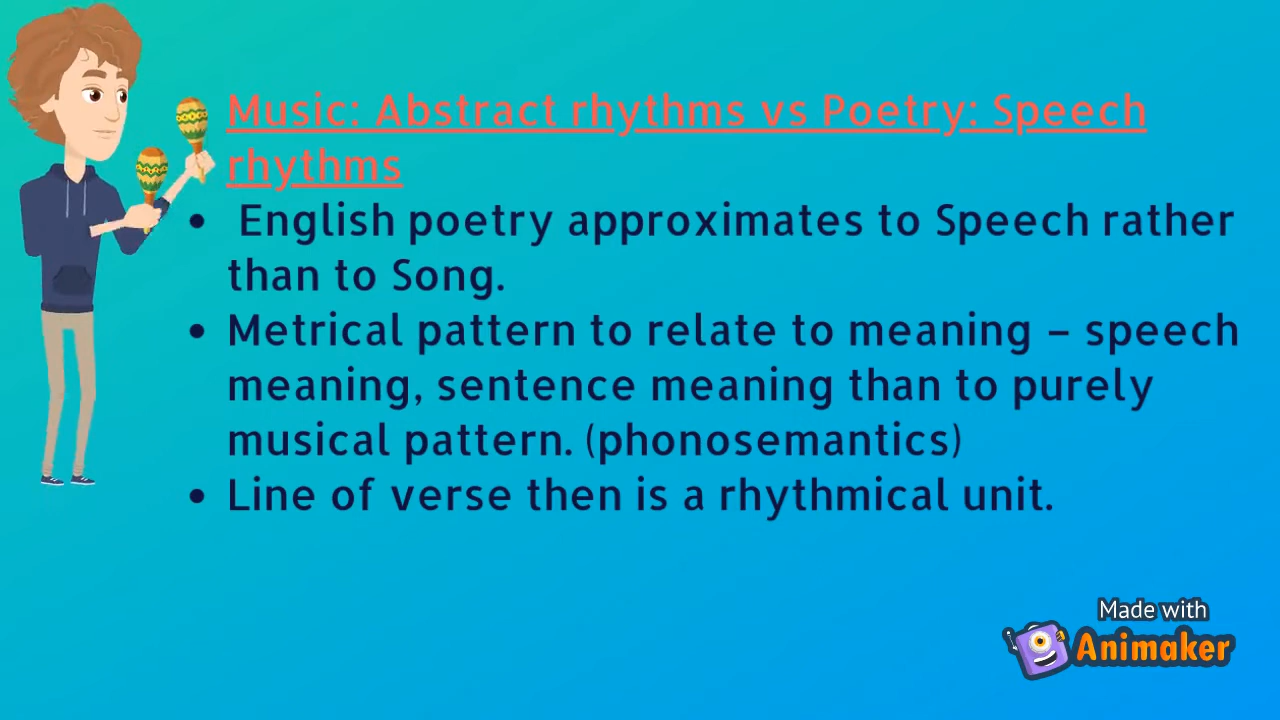 Music: Abstract rhythms vs Poetry: Speech
rhythms
• English poetry approximates to Speech rather
than to Song.
• Metrical pattern to relate to meaning – speech
meaning, sentence meaning than to purely
musical pattern. (phonosemantics)
• Line of verse then is a rhythmical unit.
Made with
Animaker